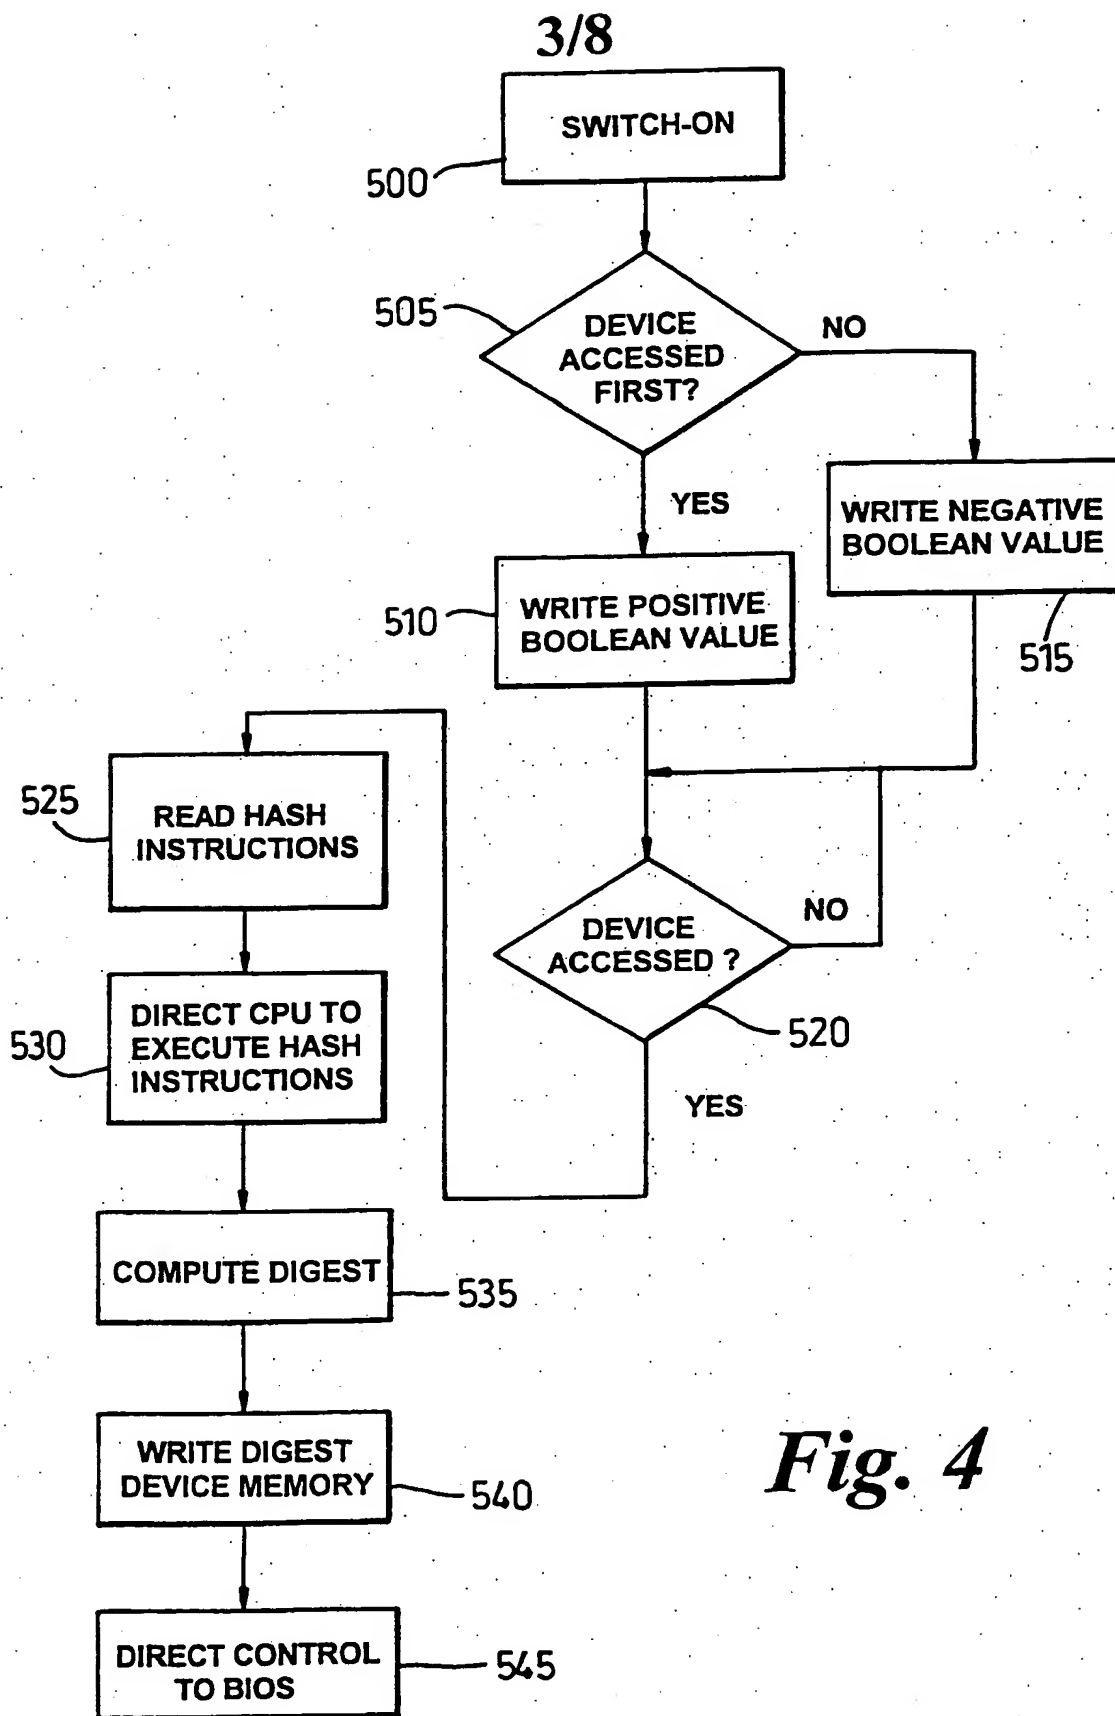 3/8
SWITCH-ON
500
505
DEVICE
ACCESSED
FIRST?
NO
YES
WRITE NEGATIVE
BOOLEAN VALUE
515
510
WRITE POSITIVE
BOOLEAN VALUE
525
READ HASH
INSTRUCTIONS
DEVICE
ACCESSED ?
NO
520
YES
530
DIRECT CPU TO
EXECUTE HASH
INSTRUCTIONS
COMPUTE DIGEST
535
WRITE DIGEST
DEVICE MEMORY
540
Fig. 4
DIRECT CONTROL
TO BIOS
545